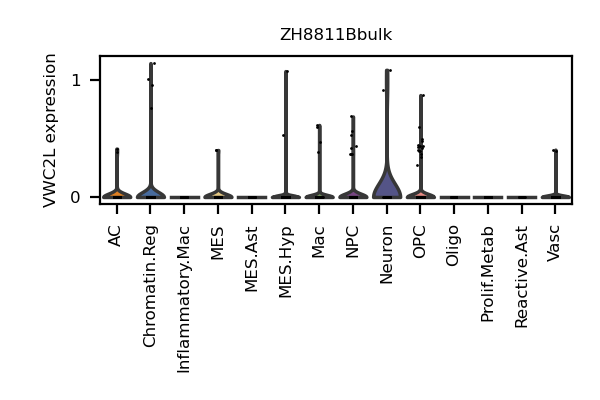 ZH8811Bbulk
VWC2L expression
1
0
AC
Chromatin.Reg
Inflammatory.Mac
MES
MES.Ast
MES.Hyp
Mac
NPC
Neuron
OPC
Oligo
Prolif.Metab
Reactive.Ast
Vasc